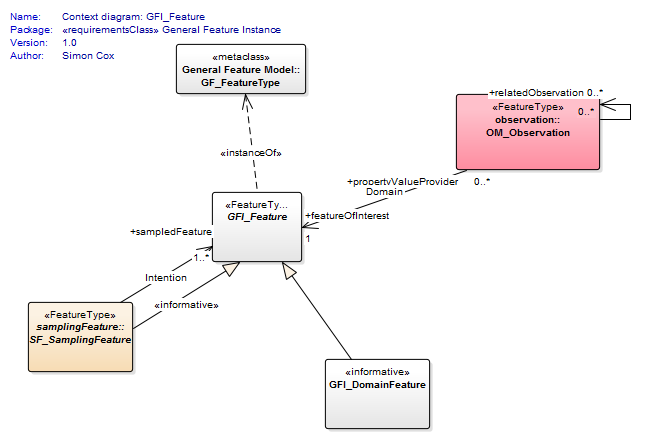 Name: Context diagram: GFI_Feature
Package: «requirementsClass» General Feature Instance
Version: 1.0
Author: Simon Cox
«metaclass»
General Feature Model::
GF_FeatureType
+relatedObservation 0..*
«FeatureType»
0..*
observation::
OM_Observation
«instanceOf»
+propertyValueProvider
0..*
Domain
«FeatureTy...
GFI_Feature
+featureOfInterest
1
+sampledFeature
1..*
Intention
«informative»
«FeatureType»
samplingFeature::
SF_SamplingFeature
«informative»
GFI_DomainFeature